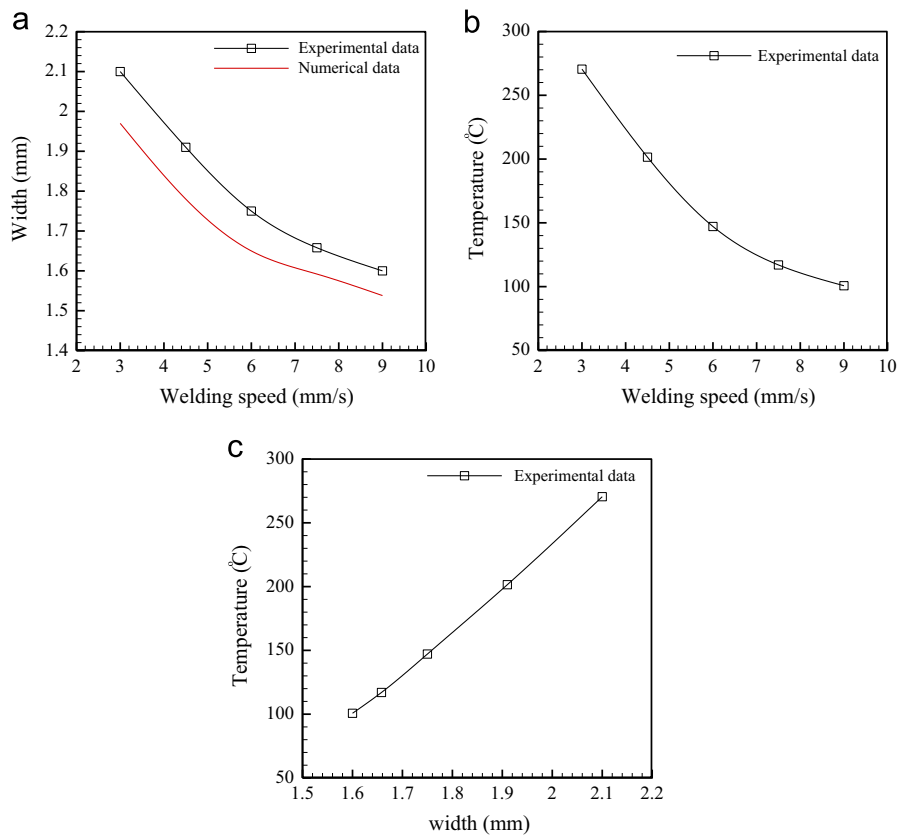 a
2.2
2.1
2
1.9
1.8
1.7
1.6
1.5
1.4
Width (mm)
Experimental data
Numerical data
2 3 4 5 6 7 8 9 10
Welding speed (mm/s)
b
300
250
200
150
100
50
Temperature (°C)
Experimental data
2 3 4 5 6 7 8 9 10
Welding speed (mm/s)
c
300
250
200
150
100
50
Temperature (°C)
Experimental data
1.5 1.6 1.7 1.8 1.9 2 2.1 2.2
width (mm)